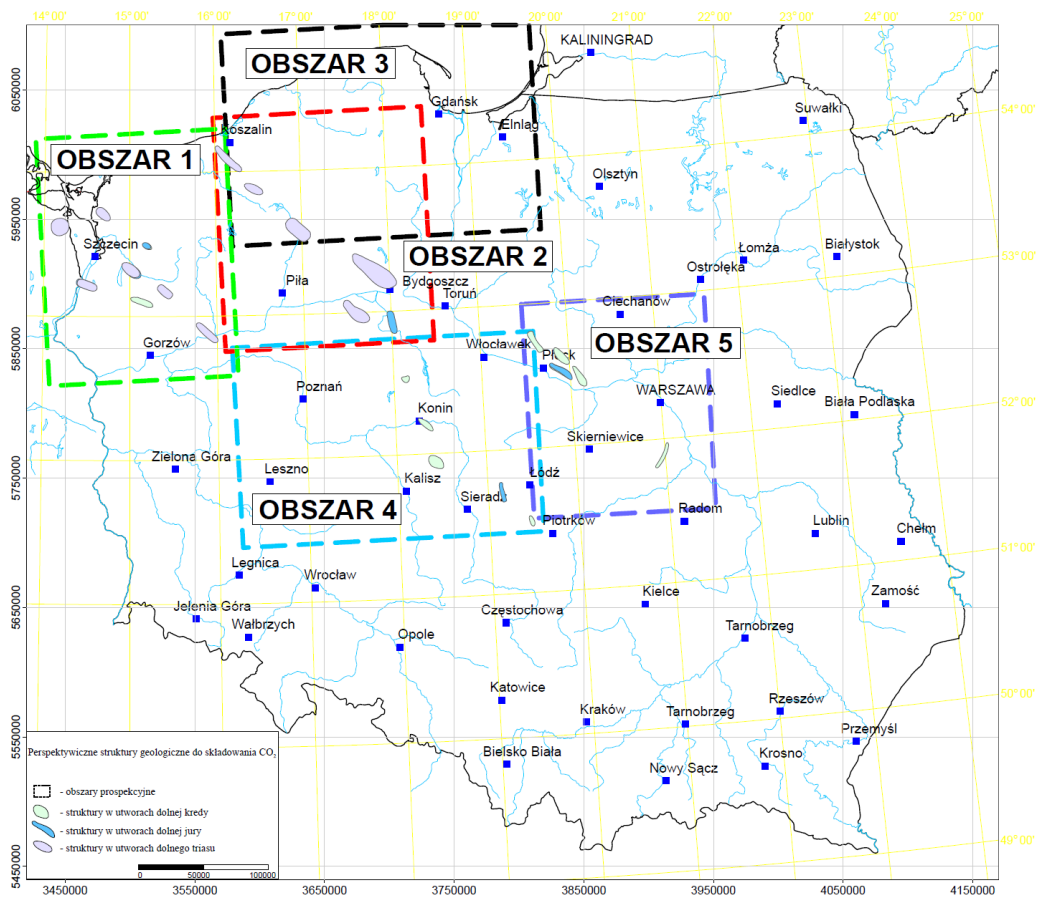 14°00' 15°00' 16°00' 17°00' 18°00' 19°00' 20°00' 21°00' 22°00' 23°00' 24°00' 25°00'
KALININGRAD
OBSZAR 3
6050000
Gdańsk
Suwałki
54°00'
Koszalin
Elnląg
OBSZAR 1
Olsztyn
5950000
Szczecin
Łomża
Białystok
OBSZAR 2
Ostrołęka
53°00'
Piła
Bydgoszcz
Toruń
Ciechanów
Gorzów
Włocławek
OBSZAR 5
5850000
Płock
Poznań
WARSZAWA
Siedlce
Biała Podlaska
52°00'
Konin
Skierniewice
Zielona Góra
Leszno
Kalisz
Łódź
5750000
Sieradz
OBSZAR 4
Piotrków
Radom
Lublin
Chełm
51°00'
Legnica
Wrocław
Kielce
Zamość
5650000
Jelenia Góra
Częstochowa
Wałbrzych
Opole
Tarnobrzeg
Katowice
Rzeszów
50°00'
Kraków
Tarnobrzeg
Przemyśl
5550000
Bielsko Biała
Krosno
Nowy Sącz
Perspektywiczne struktury geologiczne do składowania CO₂
- obszary prospekcyjne
- struktury w utworach dolnej kredy
- struktury w utworach dolnej jury
- struktury w utworach dolnego triasu
49°00'
0 50000 100000
5450000
3450000 3550000 3650000 3750000 3850000 3950000 4050000 4150000